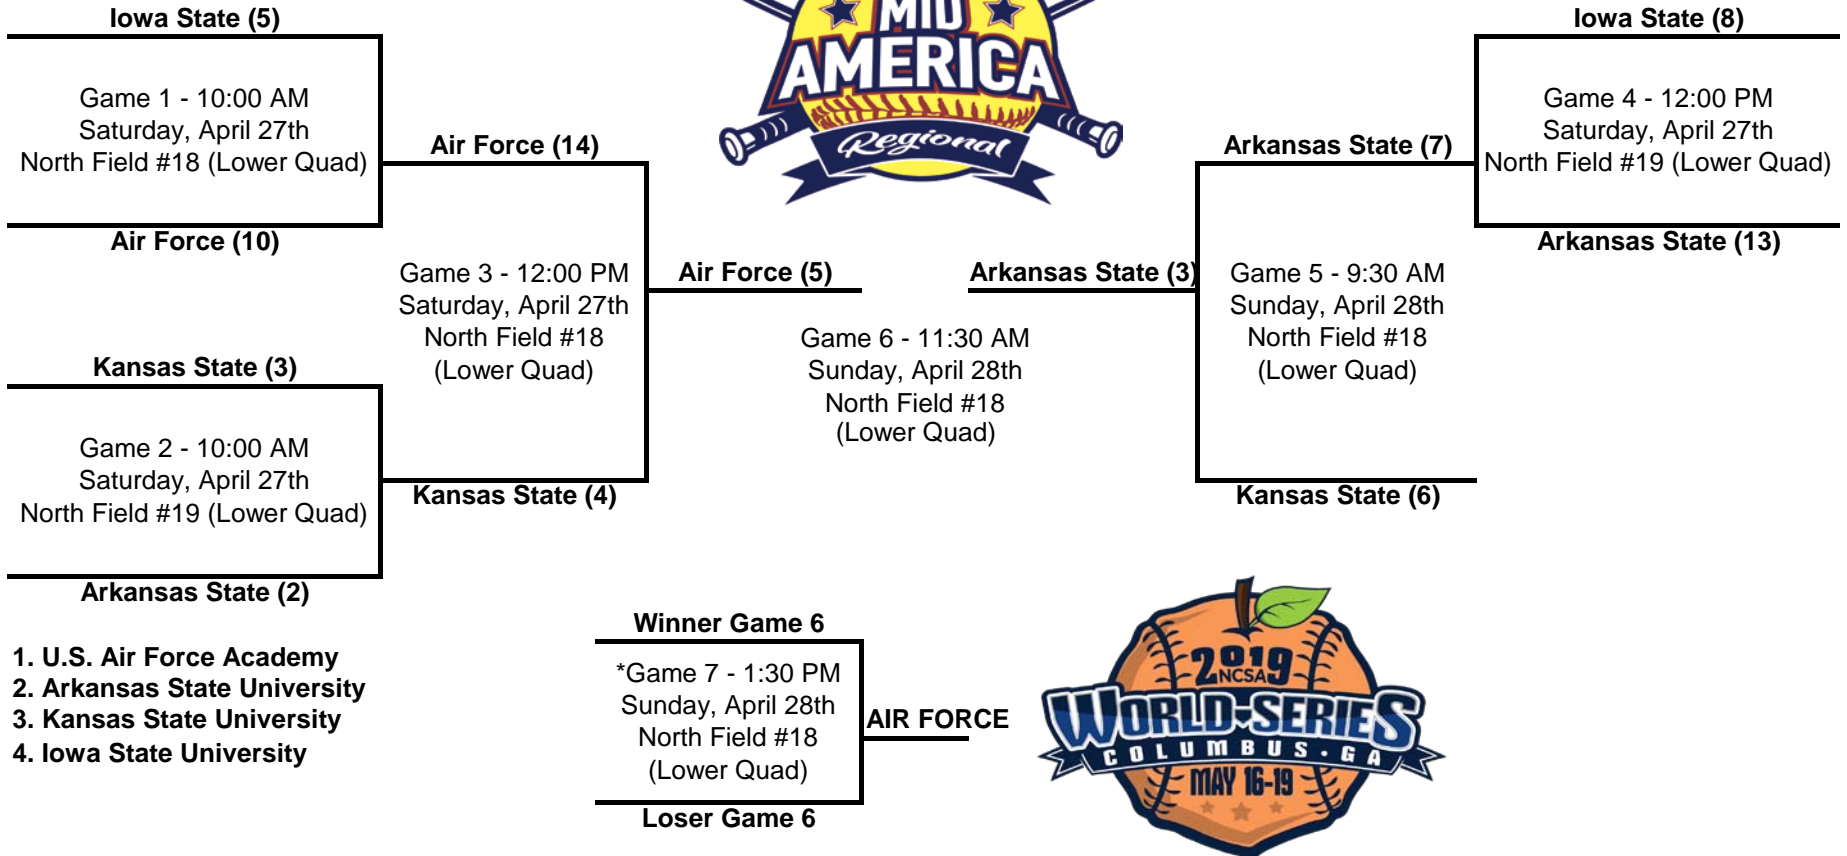 Iowa State (5)
Game 1 - 10:00 AM
Saturday, April 27th
North Field #18 (Lower Quad)
Air Force (10)
Kansas State (3)
Game 2 - 10:00 AM
Saturday, April 27th
North Field #19 (Lower Quad)
Arkansas State (2)
Air Force (14)
Game 3 - 12:00 PM
Saturday, April 27th
North Field #18
(Lower Quad)
Kansas State (4)
MID
AMERICA
Regional
Air Force (5)
Arkansas State (3)
Game 6 - 11:30 AM
Sunday, April 28th
North Field #18
(Lower Quad)
Arkansas State (7)
Game 5 - 9:30 AM
Sunday, April 28th
North Field #18
(Lower Quad)
Kansas State (6)
Iowa State (8)
Game 4 - 12:00 PM
Saturday, April 27th
North Field #19 (Lower Quad)
Arkansas State (13)
1. U.S. Air Force Academy
2. Arkansas State University
3. Kansas State University
4. Iowa State University
Winner Game 6
*Game 7 - 1:30 PM
Sunday, April 28th
North Field #18
(Lower Quad)
Loser Game 6
AIR FORCE
2019
NCSA
WORLD SERIES
COLUMBUS • GA
MAY 16-19